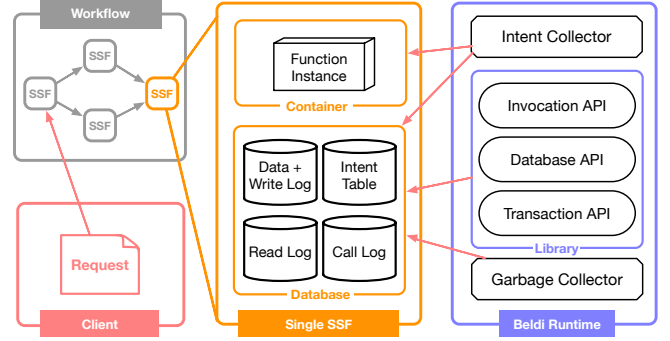 Workflow
SSF
SSF
SSF
SSF
Request
Client
Function
Instance
Container
Data +
Write Log
Intent
Table
Read Log
Call Log
Database
Single SSF
Intent Collector
Invocation API
Database API
Transaction API
Library
Garbage Collector
Beldi Runtime